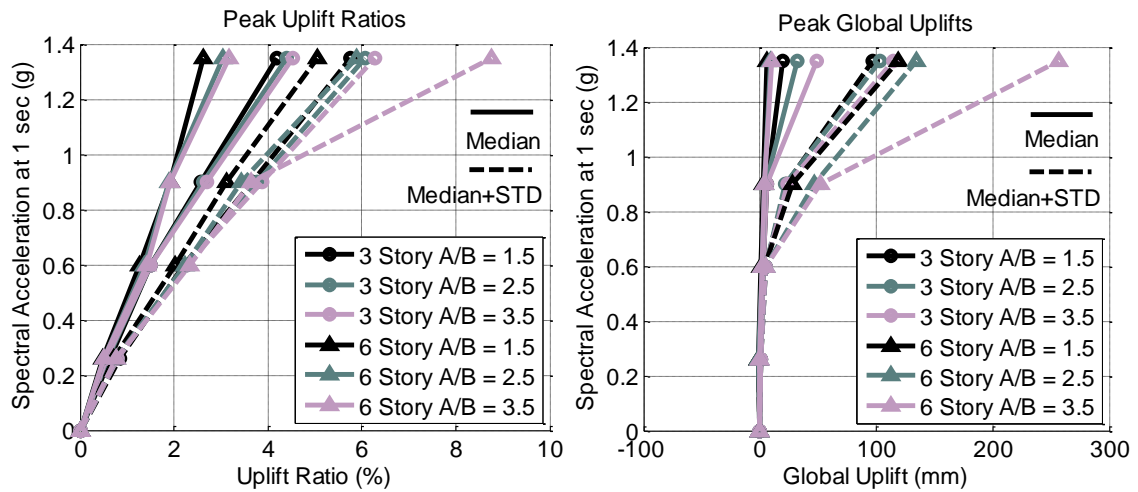 Peak Uplift Ratios
Spectral Acceleration at 1 sec (g)
1.4
1.2
1
0.8
0.6
0.4
0.2
0
Median
Median+STD
3 Story A/B = 1.5
3 Story A/B = 2.5
3 Story A/B = 3.5
6 Story A/B = 1.5
6 Story A/B = 2.5
6 Story A/B = 3.5
0 2 4 6 8 10
Uplift Ratio (%)
Peak Global Uplifts
Spectral Acceleration at 1 sec (g)
1.4
1.2
1
0.8
0.6
0.4
0.2
0
Median
Median+STD
3 Story A/B = 1.5
3 Story A/B = 2.5
3 Story A/B = 3.5
6 Story A/B = 1.5
6 Story A/B = 2.5
6 Story A/B = 3.5
-100 0 100 200 300
Global Uplift (mm)